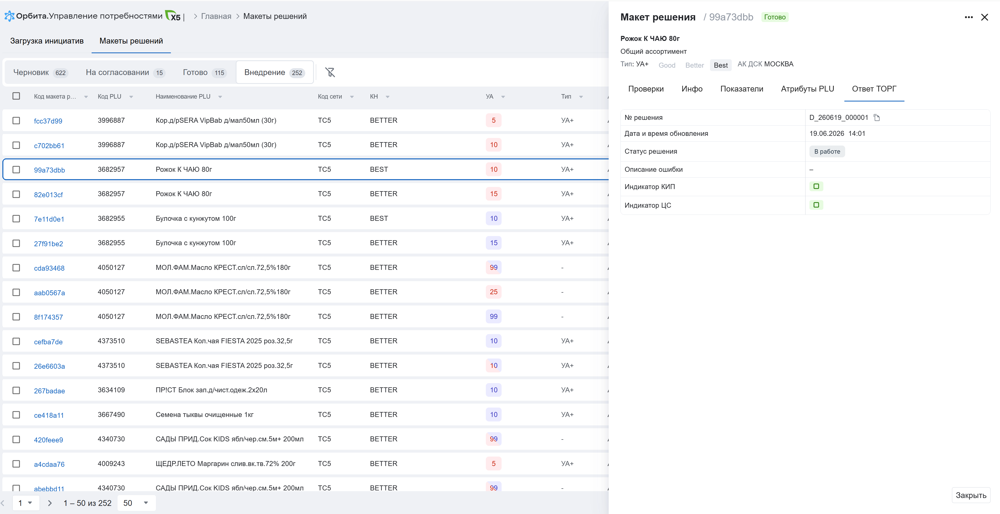 Орбита.Управление потребностями X5 | > Главная > Макеты решений
Загрузка инициатив Макеты решений
Черновик 622 На согласовании 15 Готово 115 Внедрение 252
Код макета р... Код PLU Наименование PLU Код сети КН УА Тип
fcc37d99 3996887 Кор.д/рSERA VipBab д/мал50мл (30г) ТС5 BETTER 5 УА+
c702bb61 3996887 Кор.д/рSERA VipBab д/мал50мл (30г) ТС5 BETTER 10 УА+
99a73dbb 3682957 Рожок К ЧАЮ 80г ТС5 BEST 10 УА+
82e013cf 3682957 Рожок К ЧАЮ 80г ТС5 BETTER 15 УА+
7e11d0e1 3682955 Булочка с кунжутом 100г ТС5 BEST 10 УА+
27f91be2 3682955 Булочка с кунжутом 100г ТС5 BETTER 15 УА+
cda93468 4050127 МОЛ.ФАМ.Масло КРЕСТ.сл/сл.72,5%180г ТС5 BETTER 99 -
aab0567a 4050127 МОЛ.ФАМ.Масло КРЕСТ.сл/сл.72,5%180г ТС5 BETTER 25 -
8f174357 4050127 МОЛ.ФАМ.Масло КРЕСТ.сл/сл.72,5%180г ТС5 BETTER 99 -
cefba7de 4373510 SEBASTEA Кол.чая FIESTA 2025 роз.32,5г ТС5 BETTER 10 УА+
26e6603a 4373510 SEBASTEA Кол.чая FIESTA 2025 роз.32,5г ТС5 BETTER 10 УА+
267badae 3634109 ПР!СТ Блок зап.д/чист.одеж.2х20л ТС5 BETTER 10 УА+
ce418a11 3667490 Семена тыквы очищенные 1кг ТС5 BETTER 10 УА+
420feee9 4340730 САДЫ ПРИД.Сок KIDS ябл/чер.см.5м+ 200мл ТС5 BETTER 99 -
a4cdaa76 4009243 ЩЕДР.ЛЕТО Маргарин слив.вк.тв.72% 200г ТС5 BETTER 5 УА+
abebbd11 4340730 САДЫ ПРИД.Сок KIDS ябл/чер.см.5м+ 200мл ТС5 BETTER 99 -
1 1 – 50 из 252 50
Макет решения / 99a73dbb Готово
Рожок К ЧАЮ 80г
Общий ассортимент
Тип: УА+ Good Better Best АК ДСК МОСКВА
Проверки Инфо Показатели Атрибуты PLU Ответ ТОРГ
№ решения D_260619_000001
Дата и время обновления 19.06.2026 14:01
Статус решения В работе
Описание ошибки –
Индикатор КИП
Индикатор ЦС
Закрыть